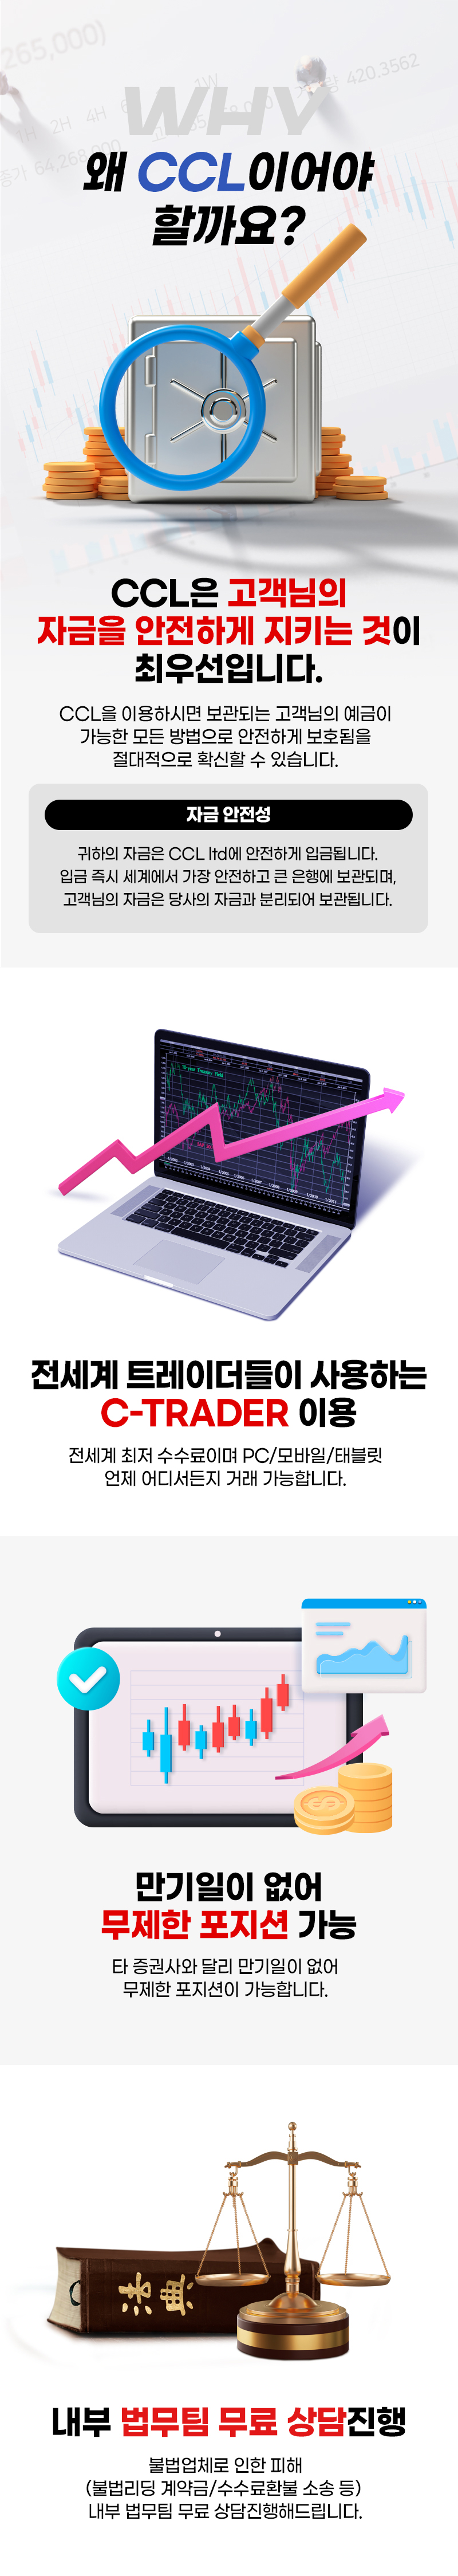 265,000)
1H 2H 4H
1W
420.3562
종가 64,268,000
WHY
왜 CCL이어야
할까요?
CCL은 고객님의
자금을 안전하게 지키는 것이
최우선입니다.
CCL을 이용하시면 보관되는 고객님의 예금이
가능한 모든 방법으로 안전하게 보호됨을
절대적으로 확신할 수 있습니다.
자금 안전성
귀하의 자금은 CCL ltd에 안전하게 입금됩니다.
입금 즉시 세계에서 가장 안전하고 큰 은행에 보관되며,
고객님의 자금은 당사의 자금과 분리되어 보관됩니다.
전세계 트레이더들이 사용하는
C-TRADER 이용
전세계 최저 수수료이며 PC/모바일/태블릿
언제 어디서든지 거래 가능합니다.
만기일이 없어
무제한 포지션 가능
타 증권사와 달리 만기일이 없어
무제한 포지션이 가능합니다.
法典
내부 법무팀 무료 상담진행
불법업체로 인한 피해
(불법리딩 계약금/수수료환불 소송 등)
내부 법무팀 무료 상담진행해드립니다.